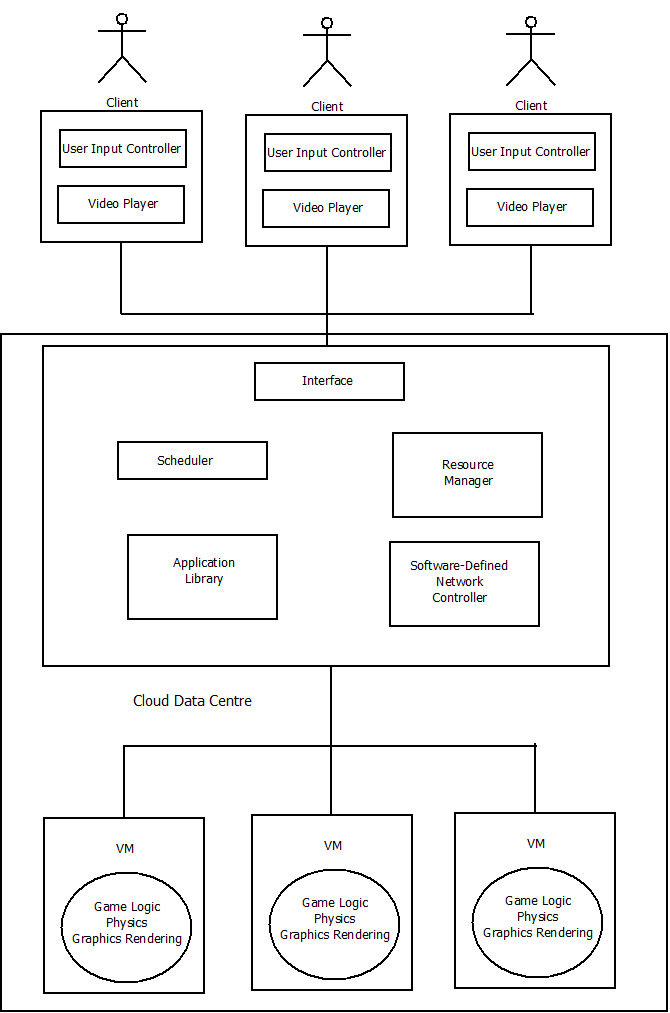 Client
Client
Client
User Input Controller
User Input Controller
User Input Controller
Video Player
Video Player
Video Player
Interface
Scheduler
Resource
Manager
Application
Library
Software-Defined
Network
Controller
Cloud Data Centre
VM
VM
VM
Game Logic
Physics
Graphics Rendering
Game Logic
Physics
Graphics Rendering
Game Logic
Physics
Graphics Rendering